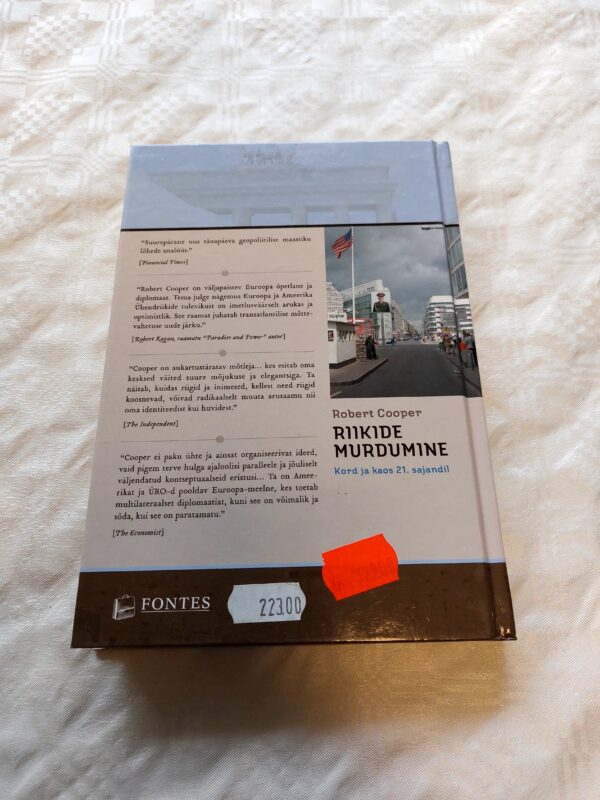 "Suurepärane uus tänapäeva geopoliitilise maastiku
lõhede analüüs."
[Financial Times]
"Robert Cooper on väljapaistev Euroopa õpetlane ja
diplomaat. Tema julge nägemus Euroopa ja Ameerika
Ühendriikide tulevikust on imetlusväärselt arukas ja
optimistlik. See raamat juhatab transatlantilise mõtte-
vahetuse uude järku."
[Robert Kagan, raamatu "Paradise and Power" autor]
"Cooper on aukartustäratav mõtleja... kes esitab oma
kesksed väited suure mõjukuse ja elegantsiga. Ta
näitab, kuidas riigid ja inimesed, kellest need riigid
koosnevad, võivad radikaalselt muuta arusaamu nii
oma identiteedist kui huvidest."
[The Independent]
"Cooper ei paku ühte ja ainsat organiseerivat ideed,
vaid pigem terve hulga ajaloolisi paralleele ja jõuliselt
väljendatud kontseptuaalseid eristusi... Ta on Amee-
rikat ja ÜRO-d pooldav Euroopa-meelne, kes toetab
multilateraalset diplomaatiat, kuni see on võimalik ja
sõda, kui see on paratamatu."
[The Economist]
Robert Cooper
RIIKIDE
MURDUMINE
Kord ja kaos 21. sajandil
FONTES
22300